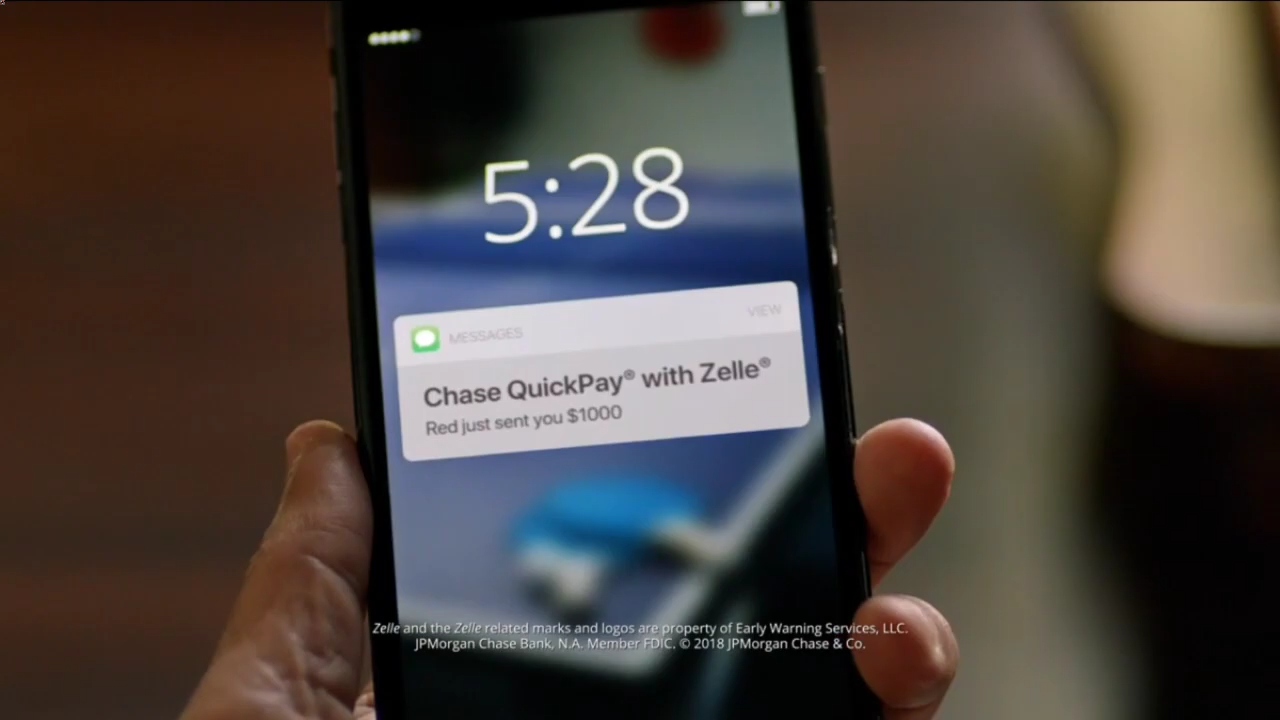 5:28
MESSAGES VIEW
Chase QuickPay® with Zelle®
Red just sent you $1000
Zelle and the Zelle related marks and logos are property of Early Warning Services, LLC.
JPMorgan Chase Bank, N.A. Member FDIC. © 2018 JPMorgan Chase & Co.